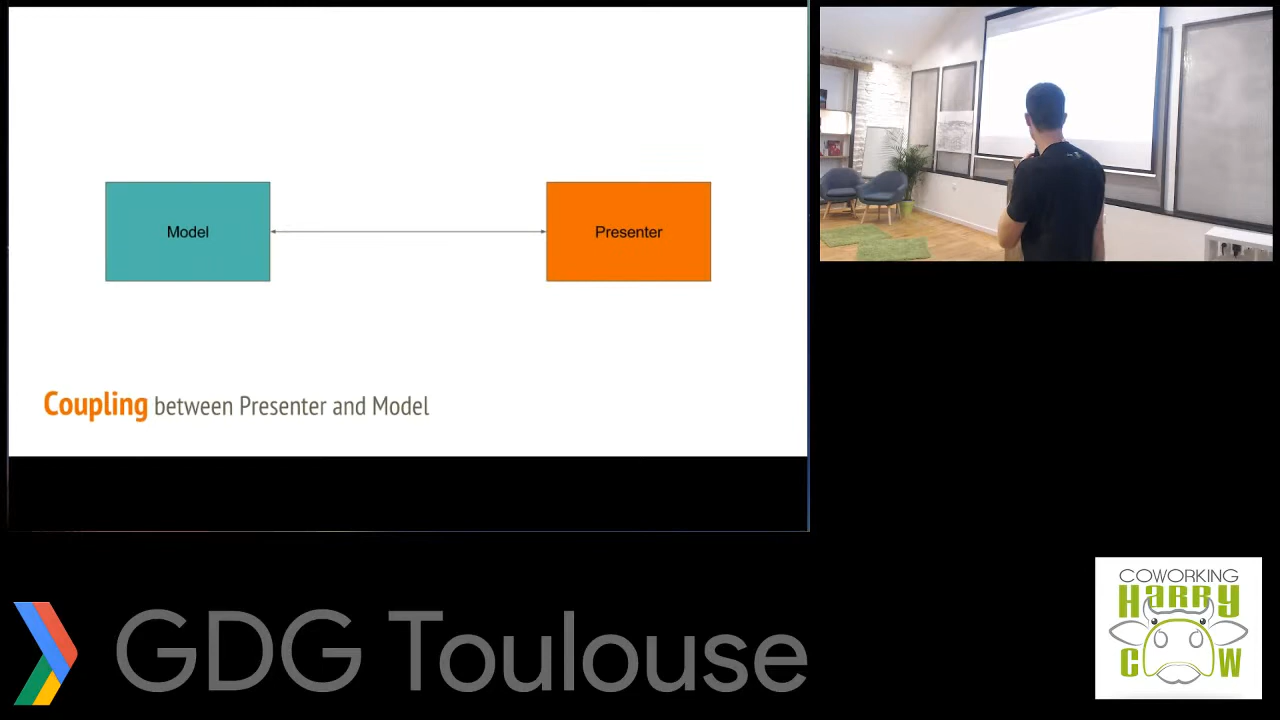 Model
Presenter
Coupling between Presenter and Model
GDG Toulouse
COWORKING
HaRRy
COW